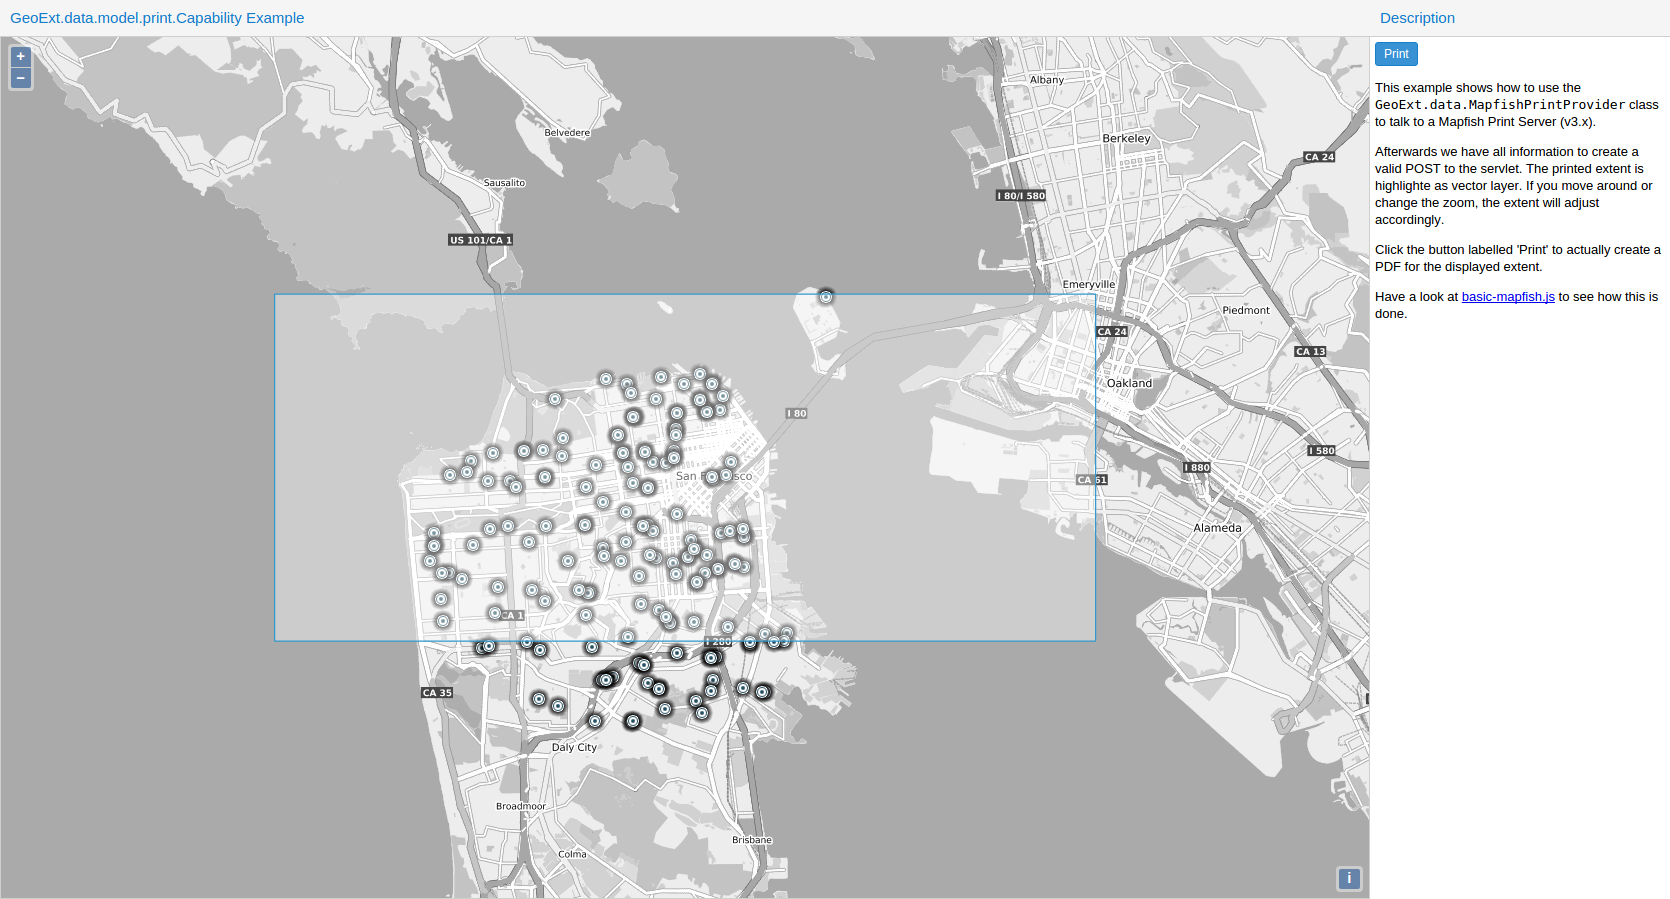 GeoExt.data.model.print.Capability Example
Description
+
−
Print
This example shows how to use the
GeoExt.data.MapfishPrintProvider class
to talk to a Mapfish Print Server (v3.x).
Afterwards we have all information to create a
valid POST to the servlet. The printed extent is
highlighte as vector layer. If you move around or
change the zoom, the extent will adjust
accordingly.
Click the button labelled 'Print' to actually create a
PDF for the displayed extent.
Have a look at basic-mapfish.js to see how this is
done.
Albany
Belvedere
Berkeley
CA 24
Sausalito
I 80/I 580
US 101/CA 1
Emeryville
Piedmont
CA 24
CA 13
Oakland
I 80
I 580
I 880
San Francisco
CA 61
Alameda
CA 1
I 280
CA 35
Daly City
Broadmoor
Brisbane
Colma
i